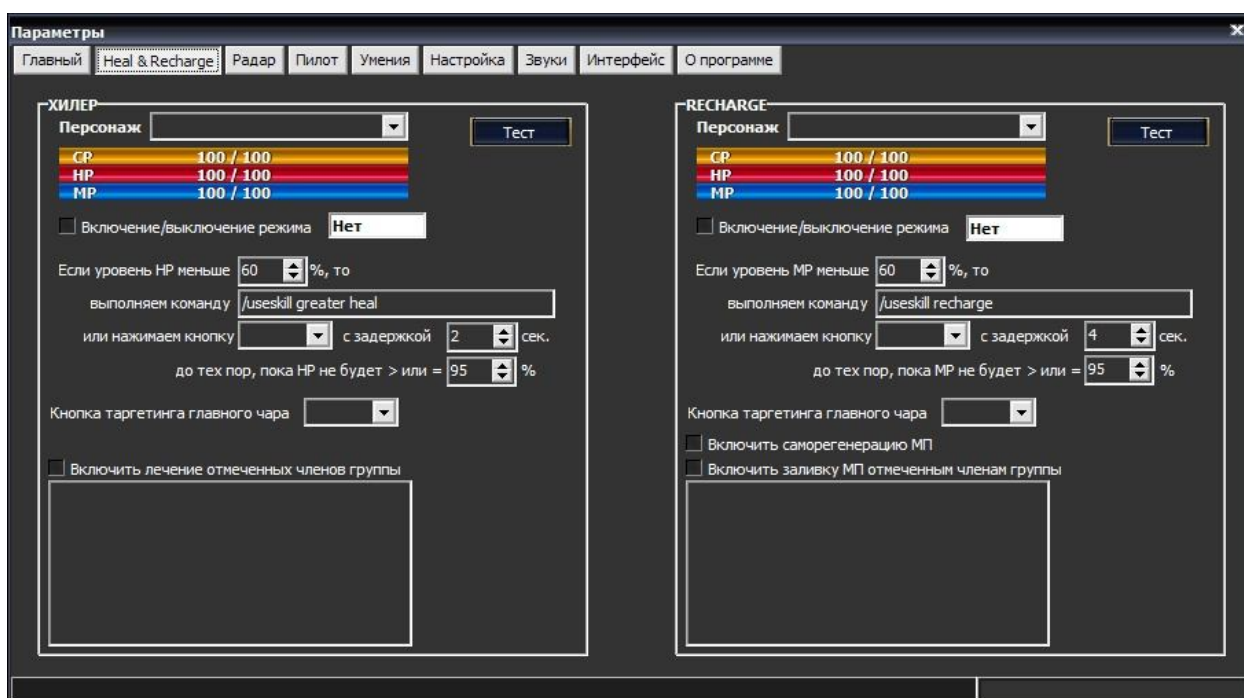 Параметры
Главный Heal & Recharge Радар Пилот Умения Настройка Звуки Интерфейс О программе
ХИЛЕР
Персонаж Тест
CP 100 / 100
HP 100 / 100
MP 100 / 100
Включение/выключение режима Нет
Если уровень HP меньше 60 %, то
выполняем команду /useskill greater heal
или нажимаем кнопку с задержкой 2 сек.
до тех пор, пока HP не будет > или = 95 %
Кнопка таргетинга главного чара
Включить лечение отмеченных членов группы
RECHARGE
Персонаж Тест
CP 100 / 100
HP 100 / 100
MP 100 / 100
Включение/выключение режима Нет
Если уровень MP меньше 60 %, то
выполняем команду /useskill recharge
или нажимаем кнопку с задержкой 4 сек.
до тех пор, пока MP не будет > или = 95 %
Кнопка таргетинга главного чара
Включить саморегенерацию МП
Включить заливку МП отмеченным членам группы